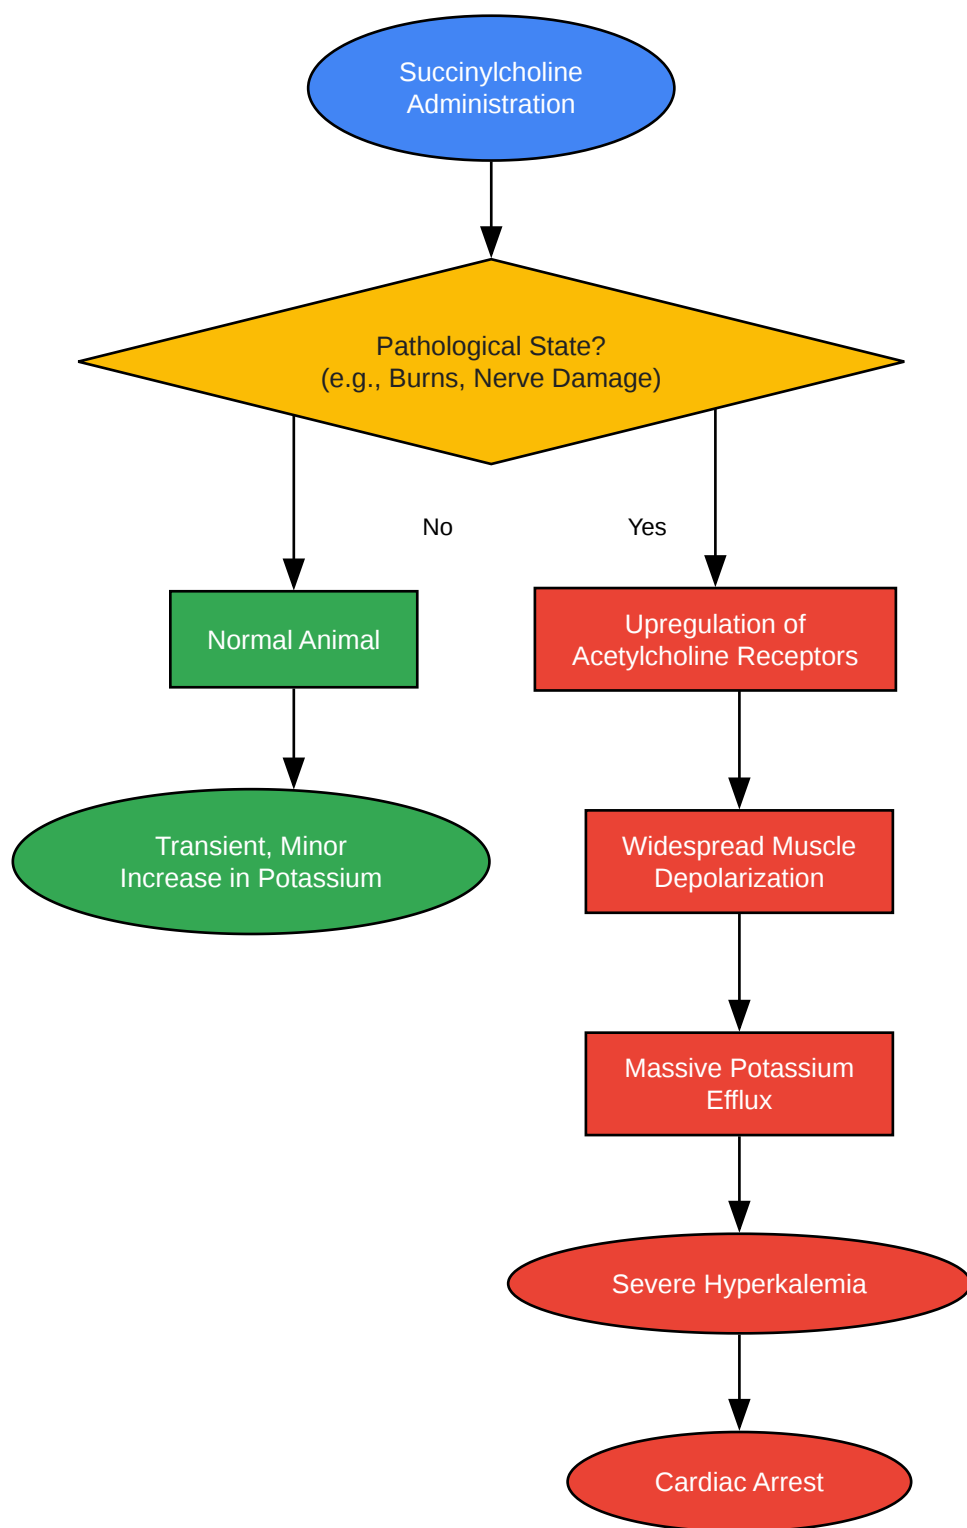 Succinylcholine
Administration
Pathological State?
(e.g., Burns, Nerve Damage)
No
Yes
Normal Animal
Upregulation of
Acetylcholine Receptors
Transient, Minor
Increase in Potassium
Widespread Muscle
Depolarization
Massive Potassium
Efflux
Severe Hyperkalemia
Cardiac Arrest